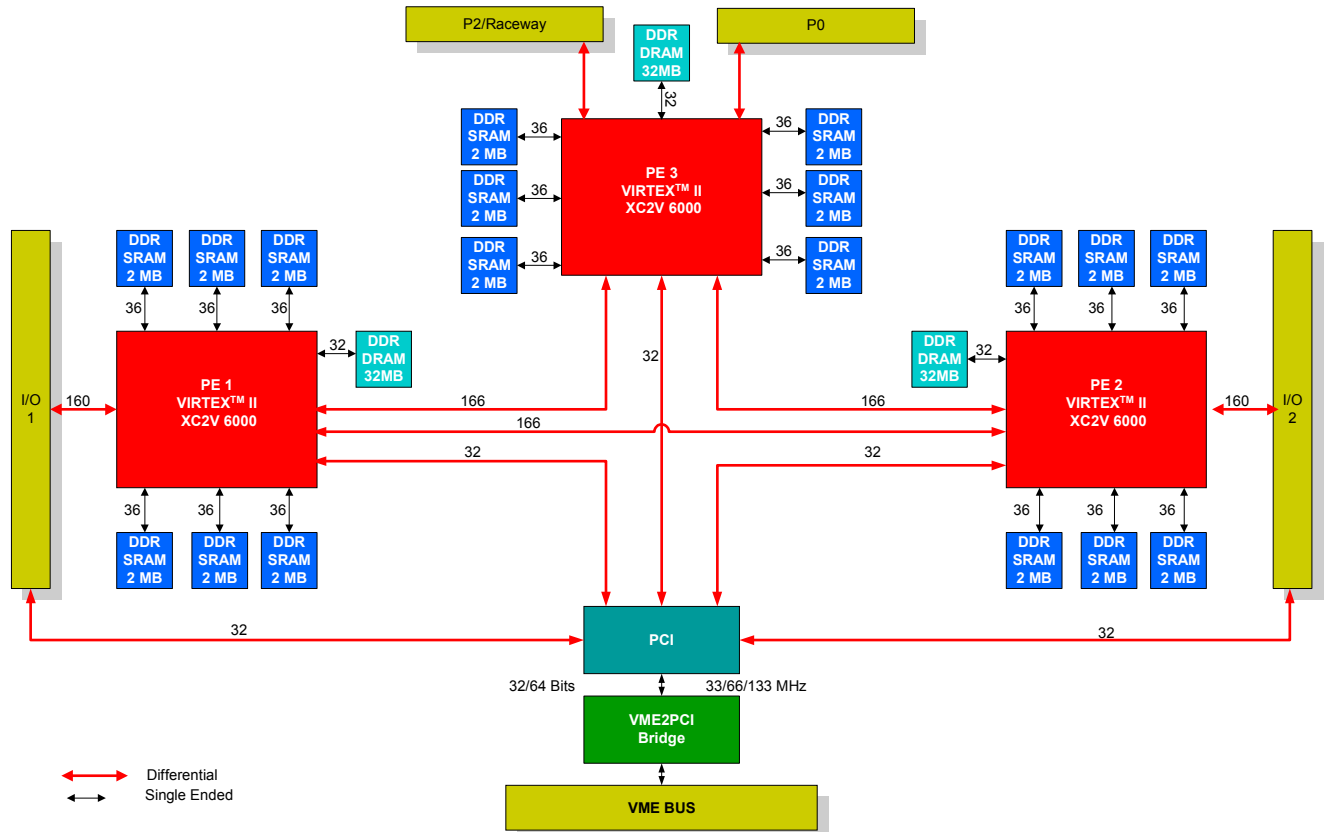 P2/Raceway
P0
DDR
DRAM
32MB
32
DDR
SRAM
2 MB
36
DDR
SRAM
2 MB
36
DDR
SRAM
2 MB
36
PE 3
VIRTEX™ II
XC2V 6000
36
DDR
SRAM
2 MB
36
DDR
SRAM
2 MB
36
DDR
SRAM
2 MB
I/O
1
160
DDR
SRAM
2 MB
DDR
SRAM
2 MB
DDR
SRAM
2 MB
36
36
36
PE 1
VIRTEX™ II
XC2V 6000
32
DDR
DRAM
32MB
36
36
36
DDR
SRAM
2 MB
DDR
SRAM
2 MB
DDR
SRAM
2 MB
166
166
32
32
166
32
DDR
SRAM
2 MB
DDR
SRAM
2 MB
DDR
SRAM
2 MB
36
36
36
DDR
DRAM
32MB
32
PE 2
VIRTEX™ II
XC2V 6000
160
I/O
2
36
36
36
DDR
SRAM
2 MB
DDR
SRAM
2 MB
DDR
SRAM
2 MB
32
PCI
32
32/64 Bits
33/66/133 MHz
VME2PCI
Bridge
VME BUS
Differential
Single Ended